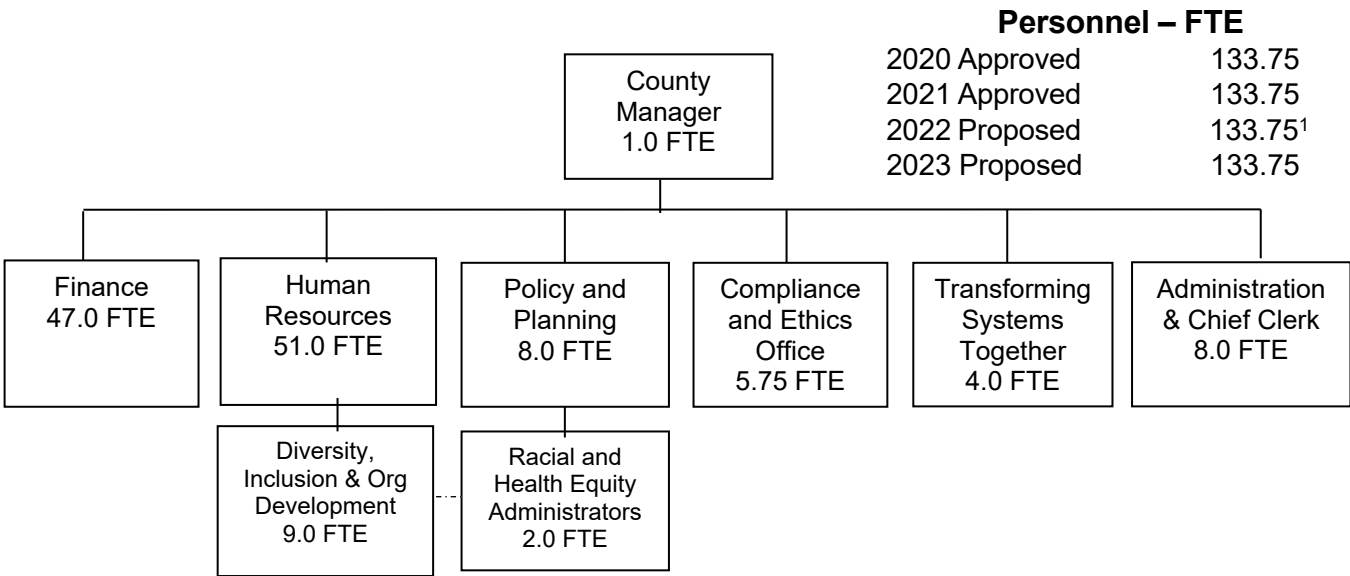 Personnel – FTE
2020 Approved 133.75
2021 Approved 133.75
2022 Proposed 133.75¹
2023 Proposed 133.75
County
Manager
1.0 FTE
Finance
47.0 FTE
Human
Resources
51.0 FTE
Policy and
Planning
8.0 FTE
Compliance
and Ethics
Office
5.75 FTE
Transforming
Systems
Together
4.0 FTE
Administration
& Chief Clerk
8.0 FTE
Diversity,
Inclusion & Org
Development
9.0 FTE
Racial and
Health Equity
Administrators
2.0 FTE